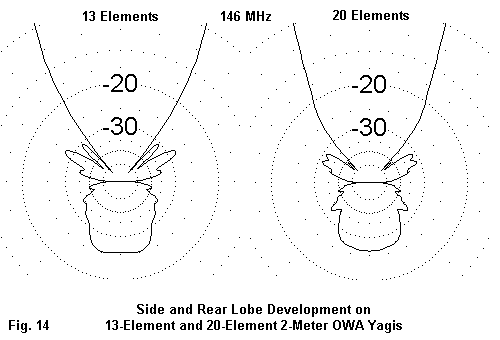 13 Elements 146 MHz 20 Elements
-20 -20
-30 -30
Side and Rear Lobe Development on
Fig. 14 13-Element and 20-Element 2-Meter OWA Yagis